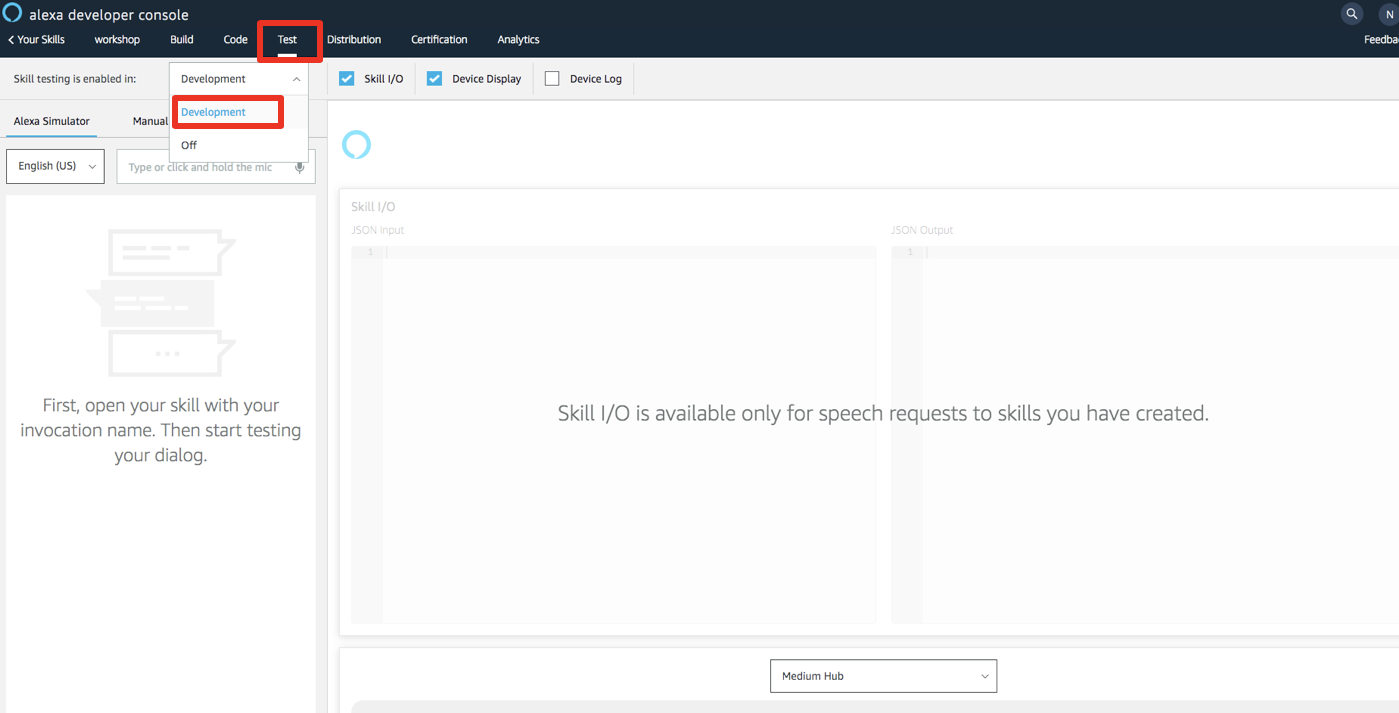 alexa developer console
N
Your Skills workshop Build Code Test Distribution Certification Analytics
Feedba
Skill testing is enabled in: Development
Skill I/O Device Display Device Log
Development
Off
Alexa Simulator Manual
English (US)
Type or click and hold the mic
First, open your skill with your
invocation name. Then start testing
your dialog.
Skill I/O
JSON Input
1
JSON Output
1
Skill I/O is available only for speech requests to skills you have created.
Medium Hub